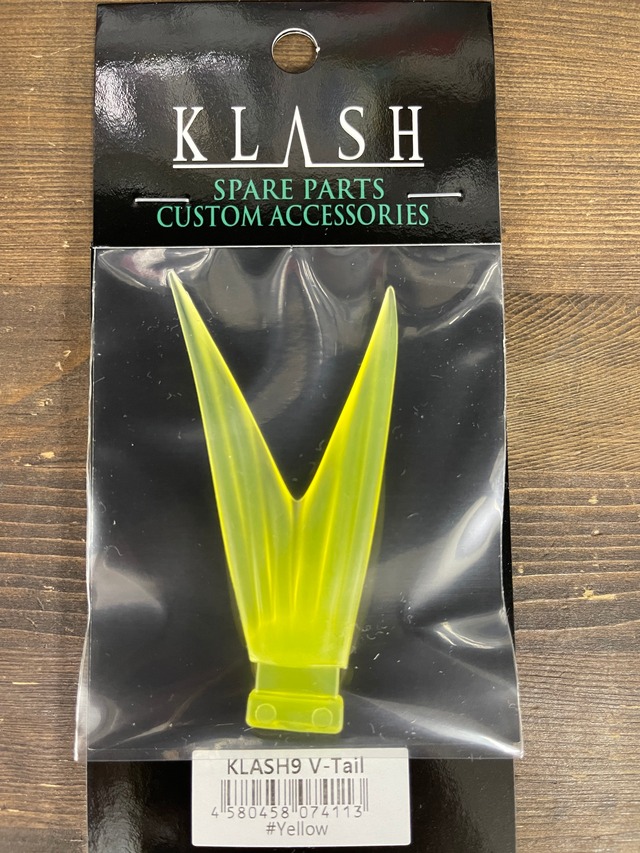 KLASH
SPARE PARTS
CUSTOM ACCESSORIES
KLASH9 V-Tail
4 580458 074113
#Yellow